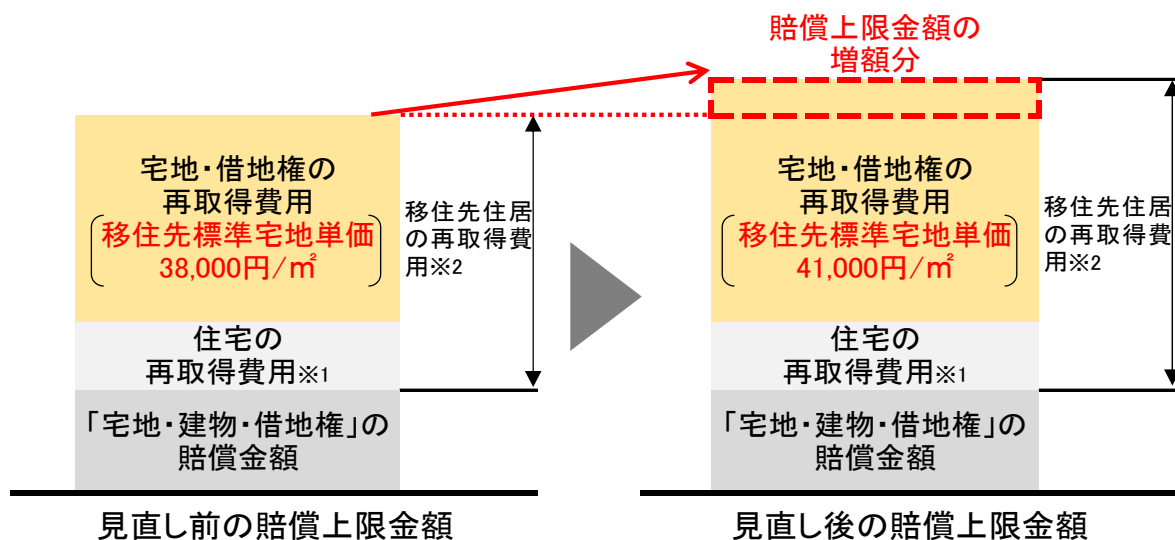 賠償上限金額の
増額分
宅地・借地権の
再取得費用
移住先標準宅地単価
38,000円/㎡
移住先住居
の再取得費
用※2
住宅の
再取得費用※1
「宅地・建物・借地権」の
賠償金額
見直し前の賠償上限金額
宅地・借地権の
再取得費用
移住先標準宅地単価
41,000円/㎡
移住先住居
の再取得費
用※2
住宅の
再取得費用※1
「宅地・建物・借地権」の
賠償金額
見直し後の賠償上限金額